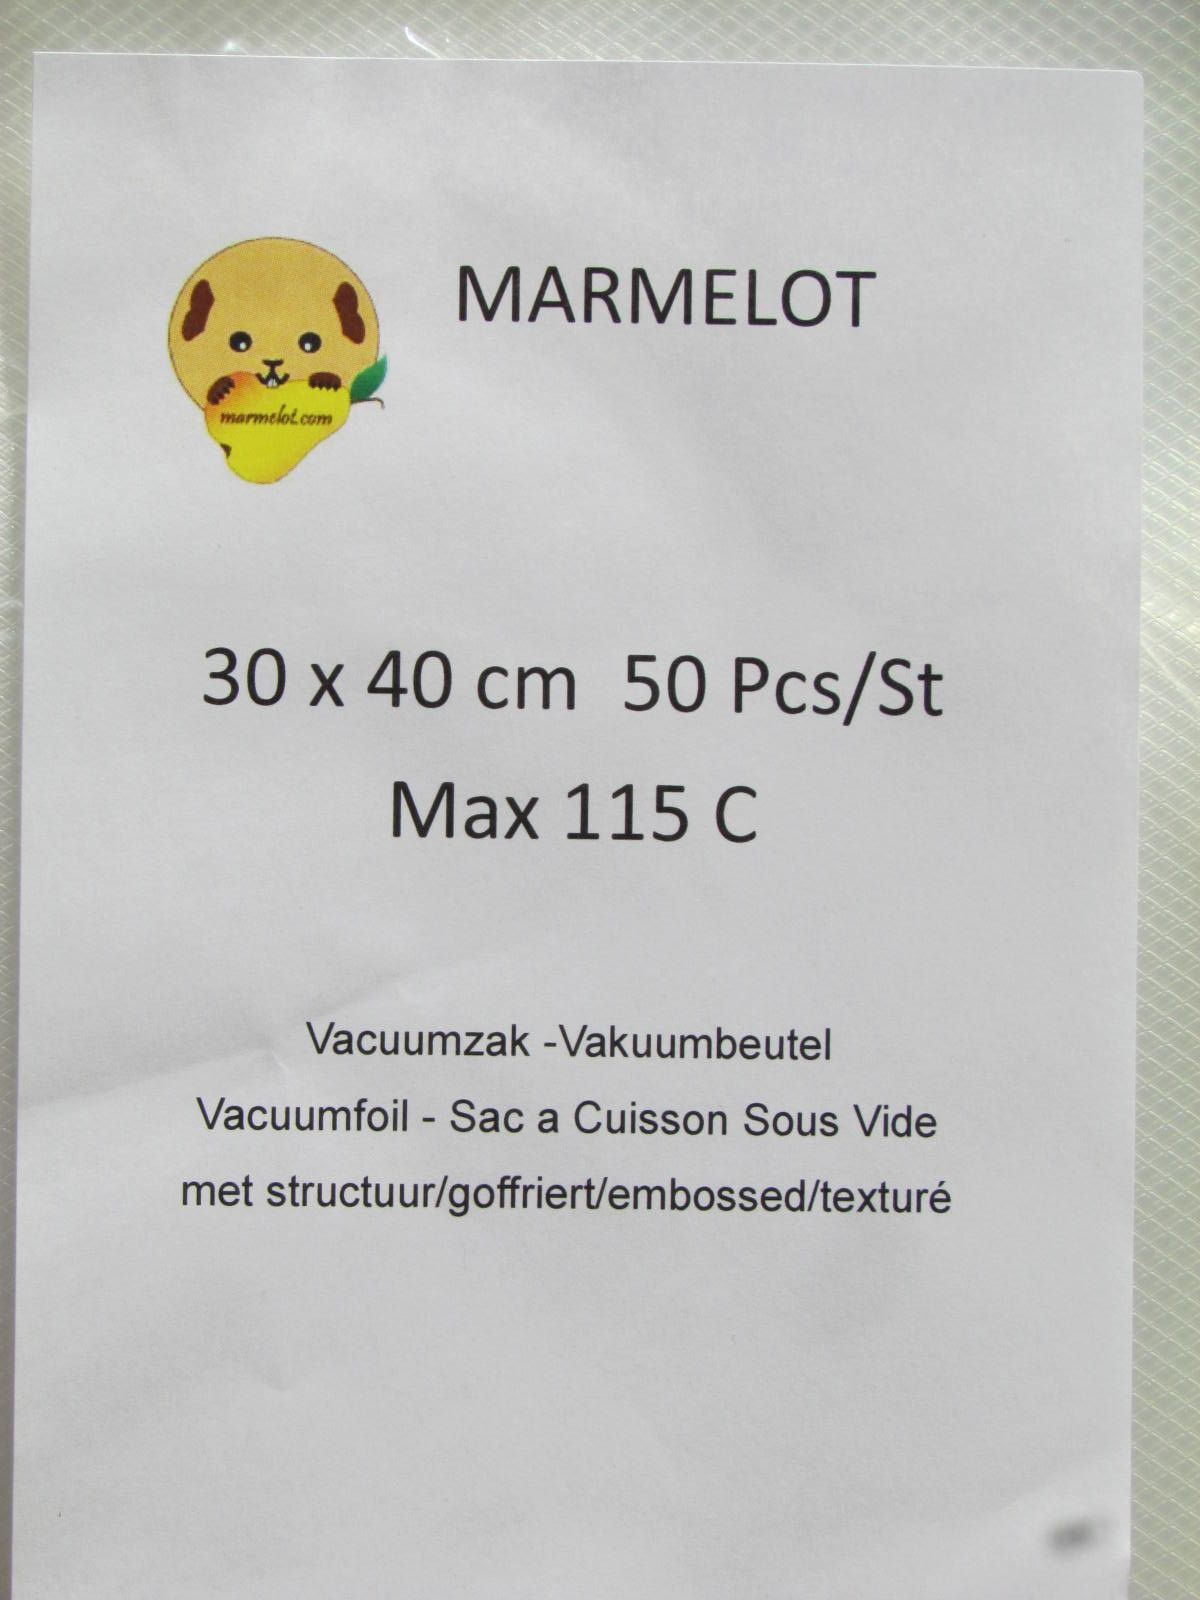 MARMELOT
marmelot.com
30 x 40 cm 50 Pcs/St
Max 115 C
Vacuumzak -Vakuumbeutel
Vacuumfoil - Sac a Cuisson Sous Vide
met structuur/goffriert/embossed/texturé